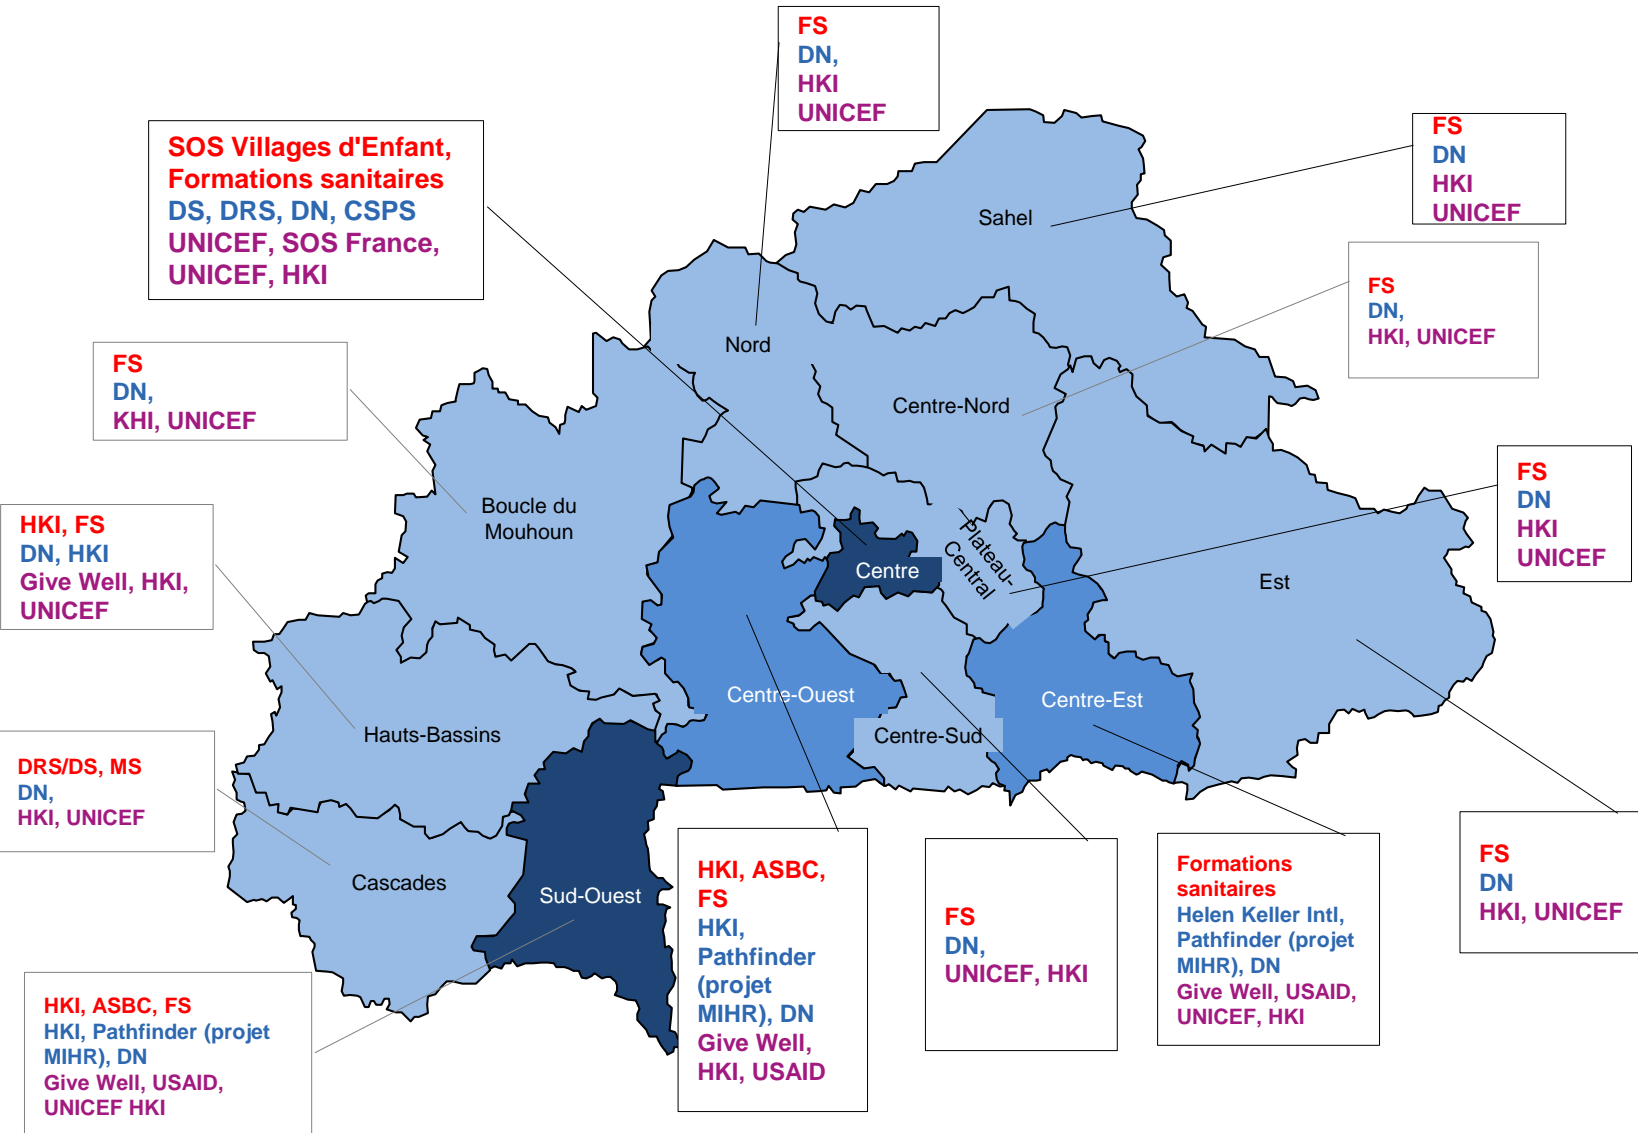 FS
DN,
HKI
UNICEF
SOS Villages d'Enfant,
Formations sanitaires
DS, DRS, DN, CSPS
UNICEF, SOS France,
UNICEF, HKI
FS
DN
HKI
UNICEF
Sahel
FS
DN,
HKI, UNICEF
Nord
FS
DN,
KHI, UNICEF
Centre-Nord
FS
DN
HKI
UNICEF
Boucle du
Mouhoun
HKI, FS
DN, HKI
Give Well, HKI,
UNICEF
Plateau-
Central
Centre
Est
Centre-Ouest
Centre-Est
Hauts-Bassins
Centre-Sud
DRS/DS, MS
DN,
HKI, UNICEF
Cascades
Sud-Ouest
HKI, ASBC,
FS
HKI,
Pathfinder
(projet
MIHR), DN
Give Well,
HKI, USAID
FS
DN,
UNICEF, HKI
Formations
sanitaires
Helen Keller Intl,
Pathfinder (projet
MIHR), DN
Give Well, USAID,
UNICEF, HKI
FS
DN
HKI, UNICEF
HKI, ASBC, FS
HKI, Pathfinder (projet
MIHR), DN
Give Well, USAID,
UNICEF HKI